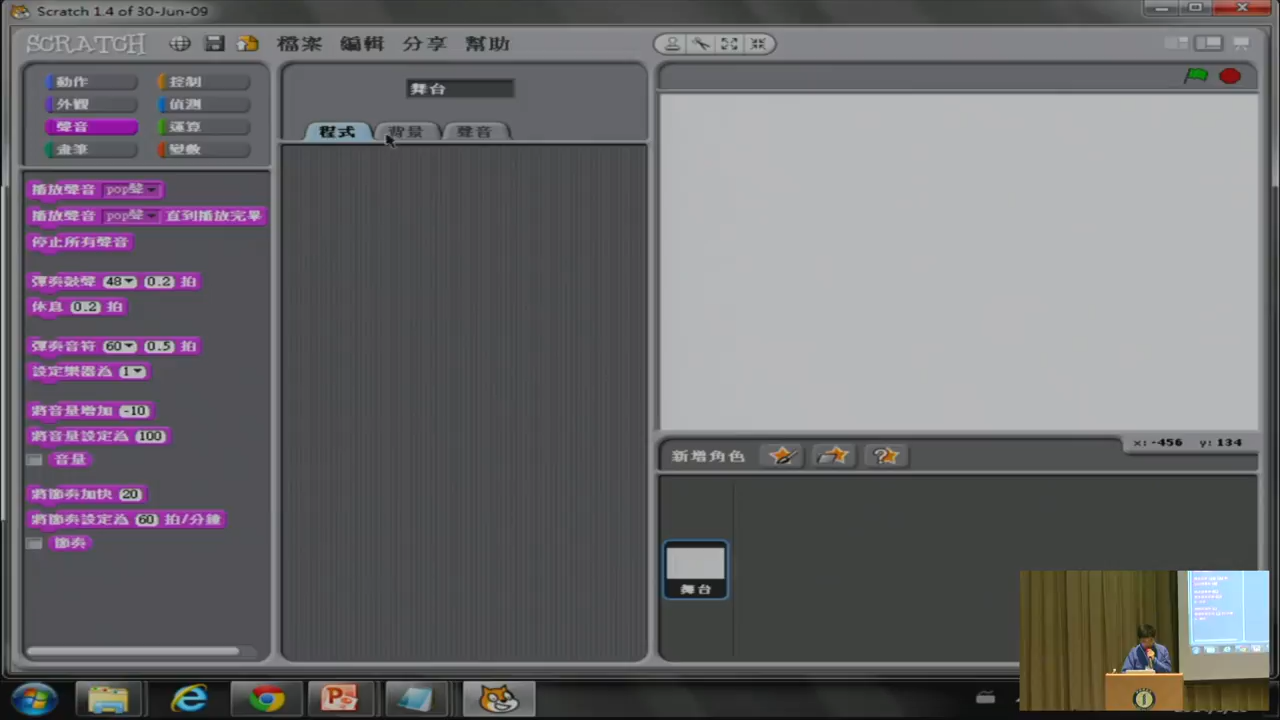 Scratch 1.4 of 30-Jun-09
SCRATCH 檔案 編輯 分享 幫助
動作 控制
外觀 偵測
聲音 運算
畫筆 變數
舞台
程式 背景 聲音
播放聲音 pop聲
播放聲音 pop聲 直到播放完畢
停止所有聲音
彈奏鼓聲 48 0.2 拍
休息 0.2 拍
彈奏音符 60 0.5 拍
設定樂器為 1
將音量增加 -10
將音量設定為 100
音量
將節奏加快 20
將節奏設定為 60 拍/分鐘
節奏
x: -456 y: 134
新增角色
舞台